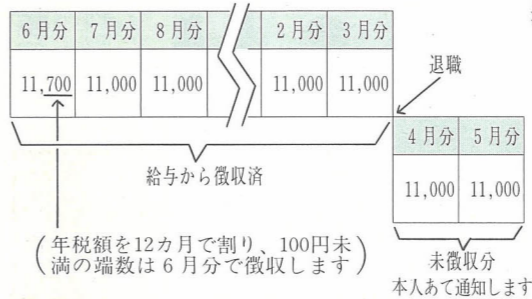 6月分 7月分 8月分 2月分 3月分
11,700 11,000 11,000 11,000 11,000
退職
4月分 5月分
11,000 11,000
給与から徴収済
年税額を12カ月で割り、100円未
満の端数は6月分で徴収します
未徴収分
本人あて通知します